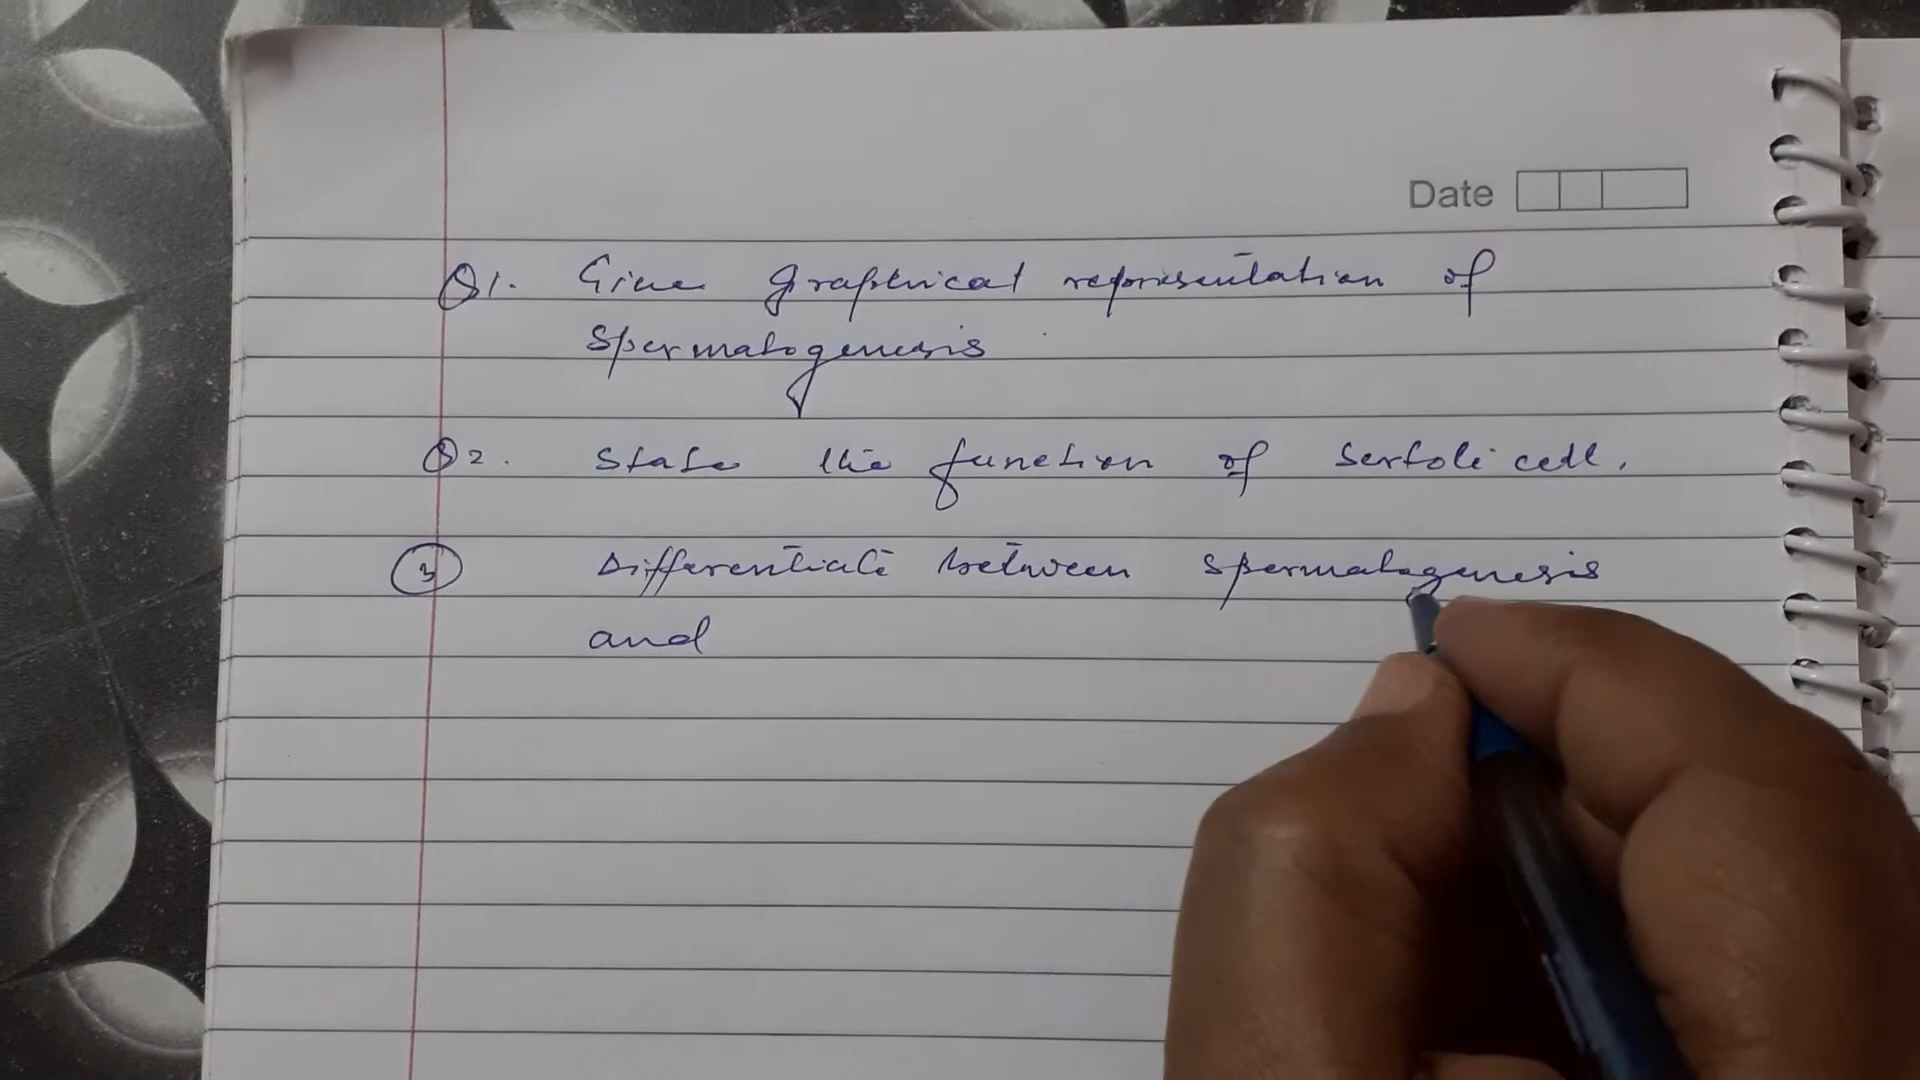 Date
Q1. Give graphical representation of
spermatogenesis
Q2. State the function of sertoli cell.
3 Differentiate between spermatogenesis
and